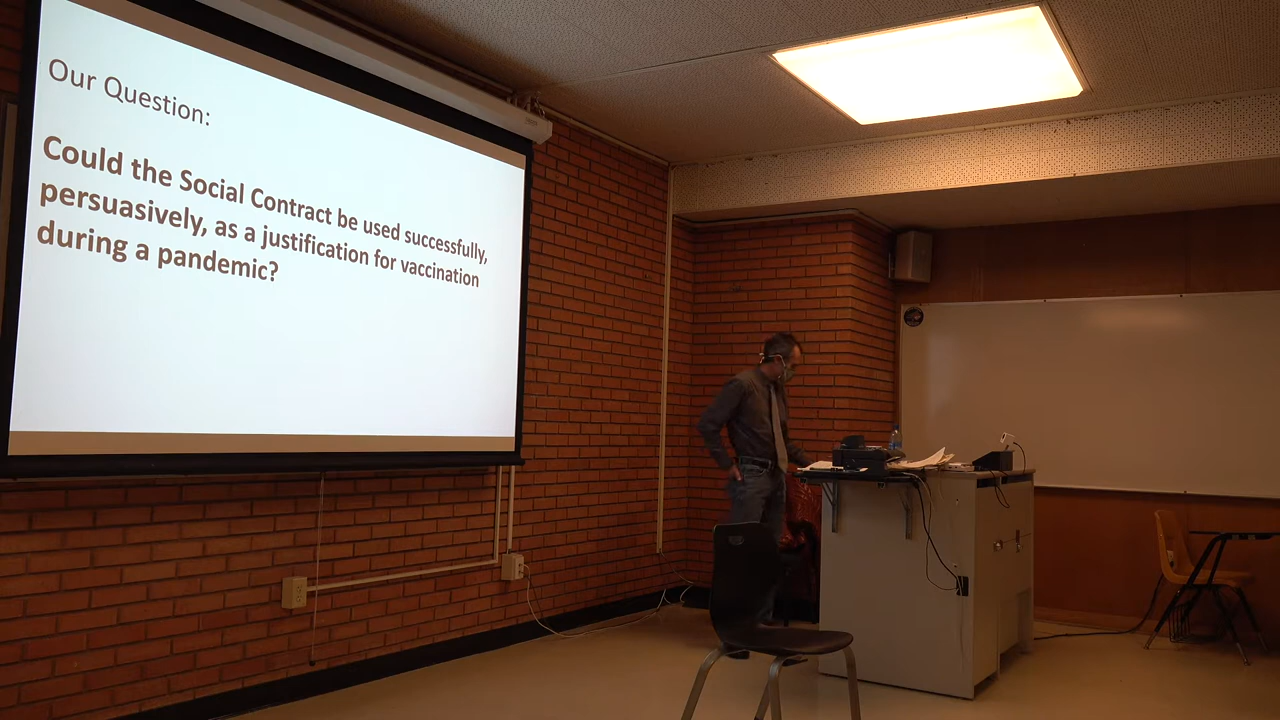 Our Question:
Could the Social Contract be used successfully,
persuasively, as a justification for vaccination
during a pandemic?